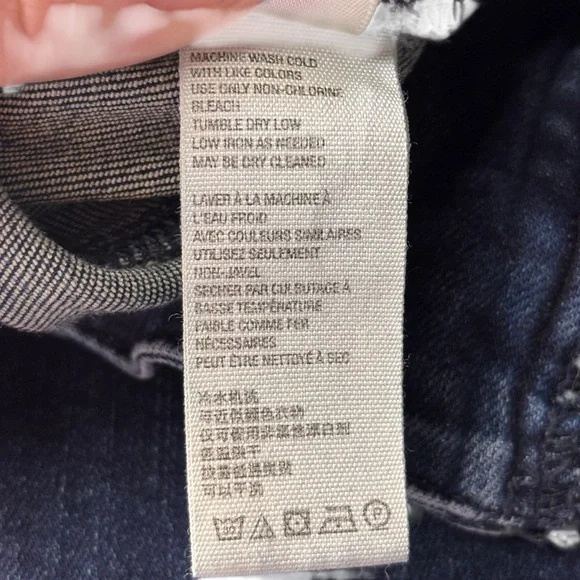 MACHINE WASH COLD
WITH LIKE COLORS
USE ONLY NON-CHLORINE
BLEACH
TUMBLE DRY LOW
LOW IRON AS NEEDED
MAY BE DRY CLEANED
LAVER À LA MACHINE À
L'EAU FROID
AVEC COULEURS SIMILAIRES
UTILISEZ SEULEMENT
NON-JAVEL
SECHER PAR CULBUTAGE À
BASSE TEMPÉRATURE
FAIBLE COMME FER
NÉCESSAIRES
PEUT ÊTRE NETTOYÉ À SEC
冷水机洗
与近似颜色衣物
仅可使用非氯性漂白剂
低温烘干
按需低温熨烫
可以干洗
P